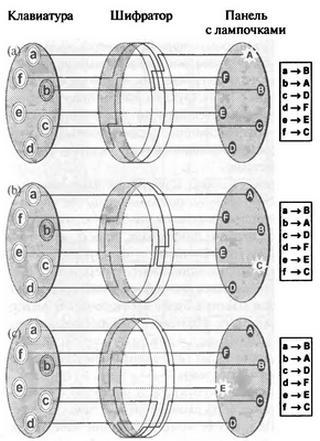 Клавиатура Шифратор Панель
с лампочками
(a)
a A
f F
b B
e E
c C
d D
a → B
b → A
c → D
d → F
e → E
f → C
(b)
a A
f F
b B
e E
c C
d D
a → B
b → A
c → D
d → F
e → E
f → C
(c)
a A
f F
b B
e E
c C
d D
a → B
b → A
c → D
d → F
e → E
f → C